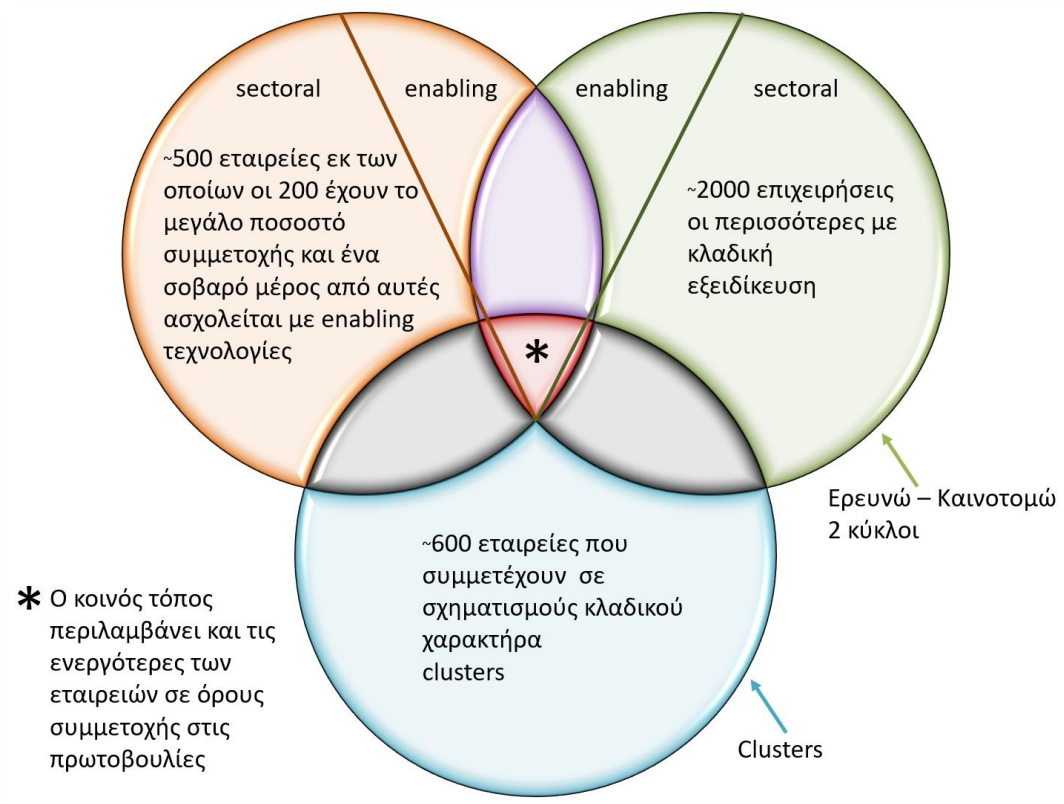 sectoral
enabling
enabling
sectoral
~500 εταιρείες εκ των
οποίων οι 200 έχουν το
μεγάλο ποσοστό
συμμετοχής και ένα
σοβαρό μέρος από αυτές
ασχολείται με enabling
τεχνολογίες
~2000 επιχειρήσεις
οι περισσότερες με
κλαδική
εξειδίκευση
*
Ερευνώ – Καινοτομώ
2 κύκλοι
~600 εταιρείες που
συμμετέχουν σε
σχηματισμούς κλαδικού
χαρακτήρα
clusters
Clusters
* Ο κοινός τόπος
περιλαμβάνει και τις
ενεργότερες των
εταιρειών σε όρους
συμμετοχής στις
πρωτοβουλίες